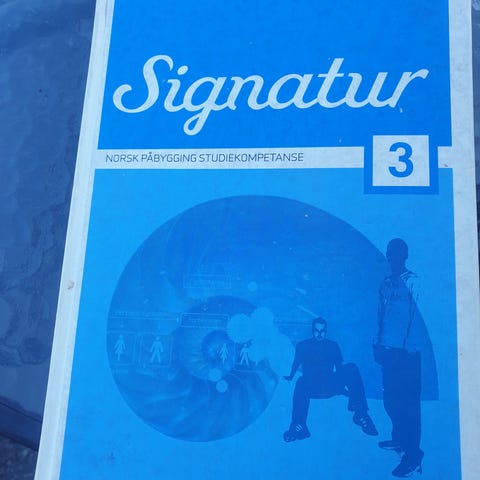 Signatur
NORSK PÅBYGGING STUDIEKOMPETANSE
3